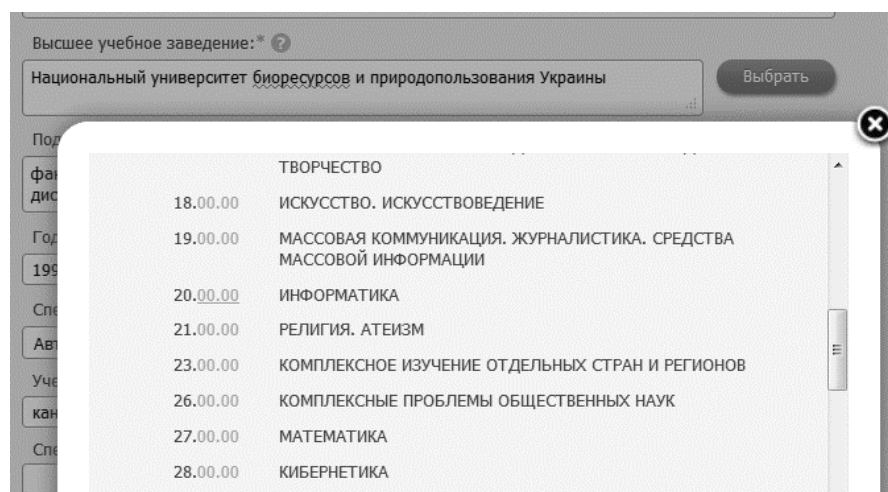 Высшее учебное заведение:*
Национальный университет биоресурсов и природопользования Украины
Выбрать
ТВОРЧЕСТВО
18.00.00 ИСКУССТВО. ИСКУССТВОВЕДЕНИЕ
19.00.00 МАССОВАЯ КОММУНИКАЦИЯ. ЖУРНАЛИСТИКА. СРЕДСТВА
МАССОВОЙ ИНФОРМАЦИИ
20.00.00 ИНФОРМАТИКА
21.00.00 РЕЛИГИЯ. АТЕИЗМ
23.00.00 КОМПЛЕКСНОЕ ИЗУЧЕНИЕ ОТДЕЛЬНЫХ СТРАН И РЕГИОНОВ
26.00.00 КОМПЛЕКСНЫЕ ПРОБЛЕМЫ ОБЩЕСТВЕННЫХ НАУК
27.00.00 МАТЕМАТИКА
28.00.00 КИБЕРНЕТИКА